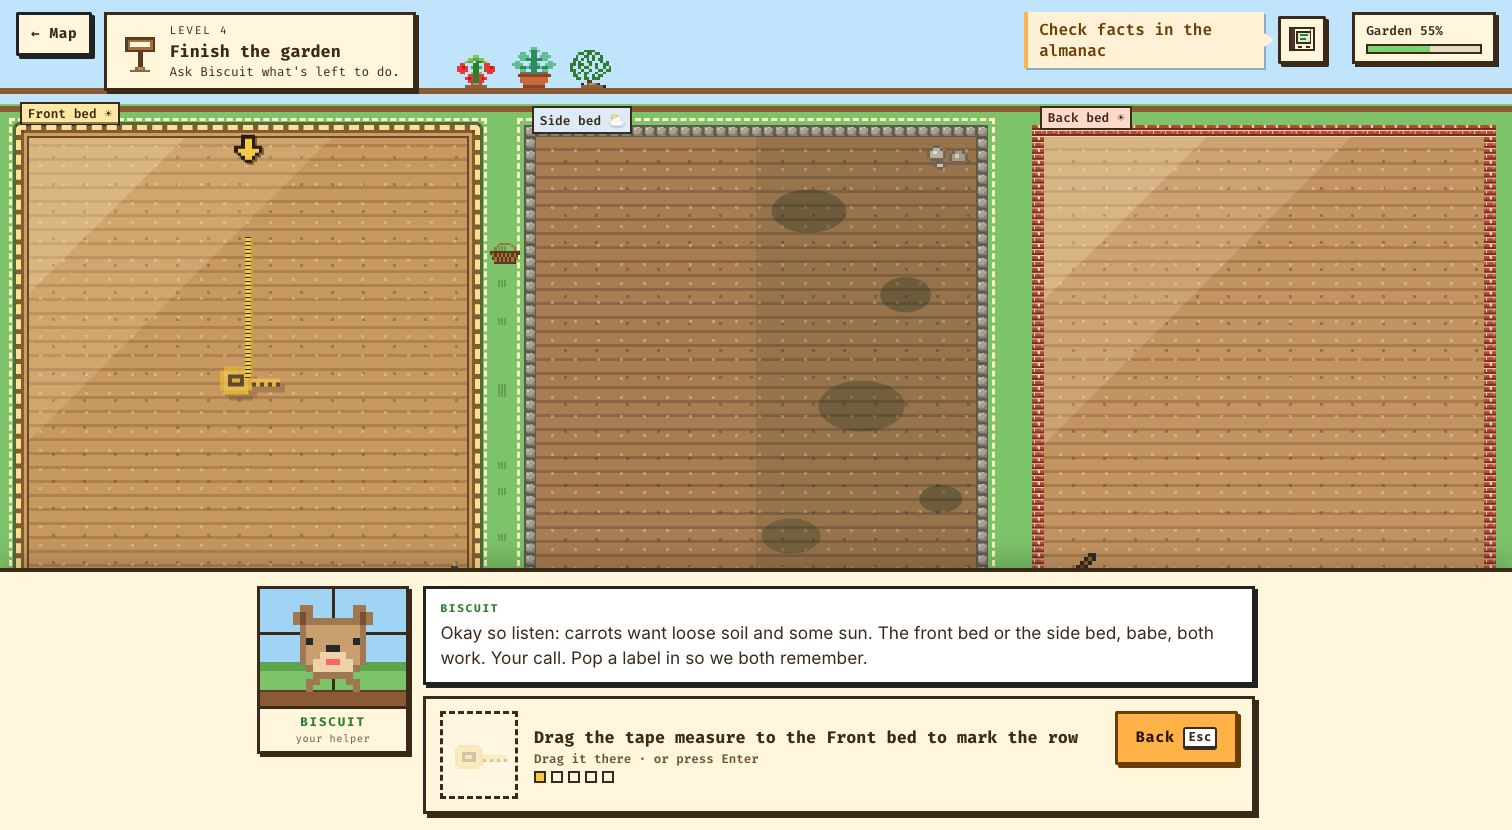 ← Map
LEVEL 4
Finish the garden
Ask Biscuit what's left to do.
Check facts in the
almanac
Garden 55%
Front bed ☀
Side bed ⛅
Back bed ☀
BISCUIT
your helper
BISCUIT
Okay so listen: carrots want loose soil and some sun. The front bed or the side bed, babe, both
work. Your call. Pop a label in so we both remember.
Drag the tape measure to the Front bed to mark the row
Drag it there · or press Enter
Back Esc